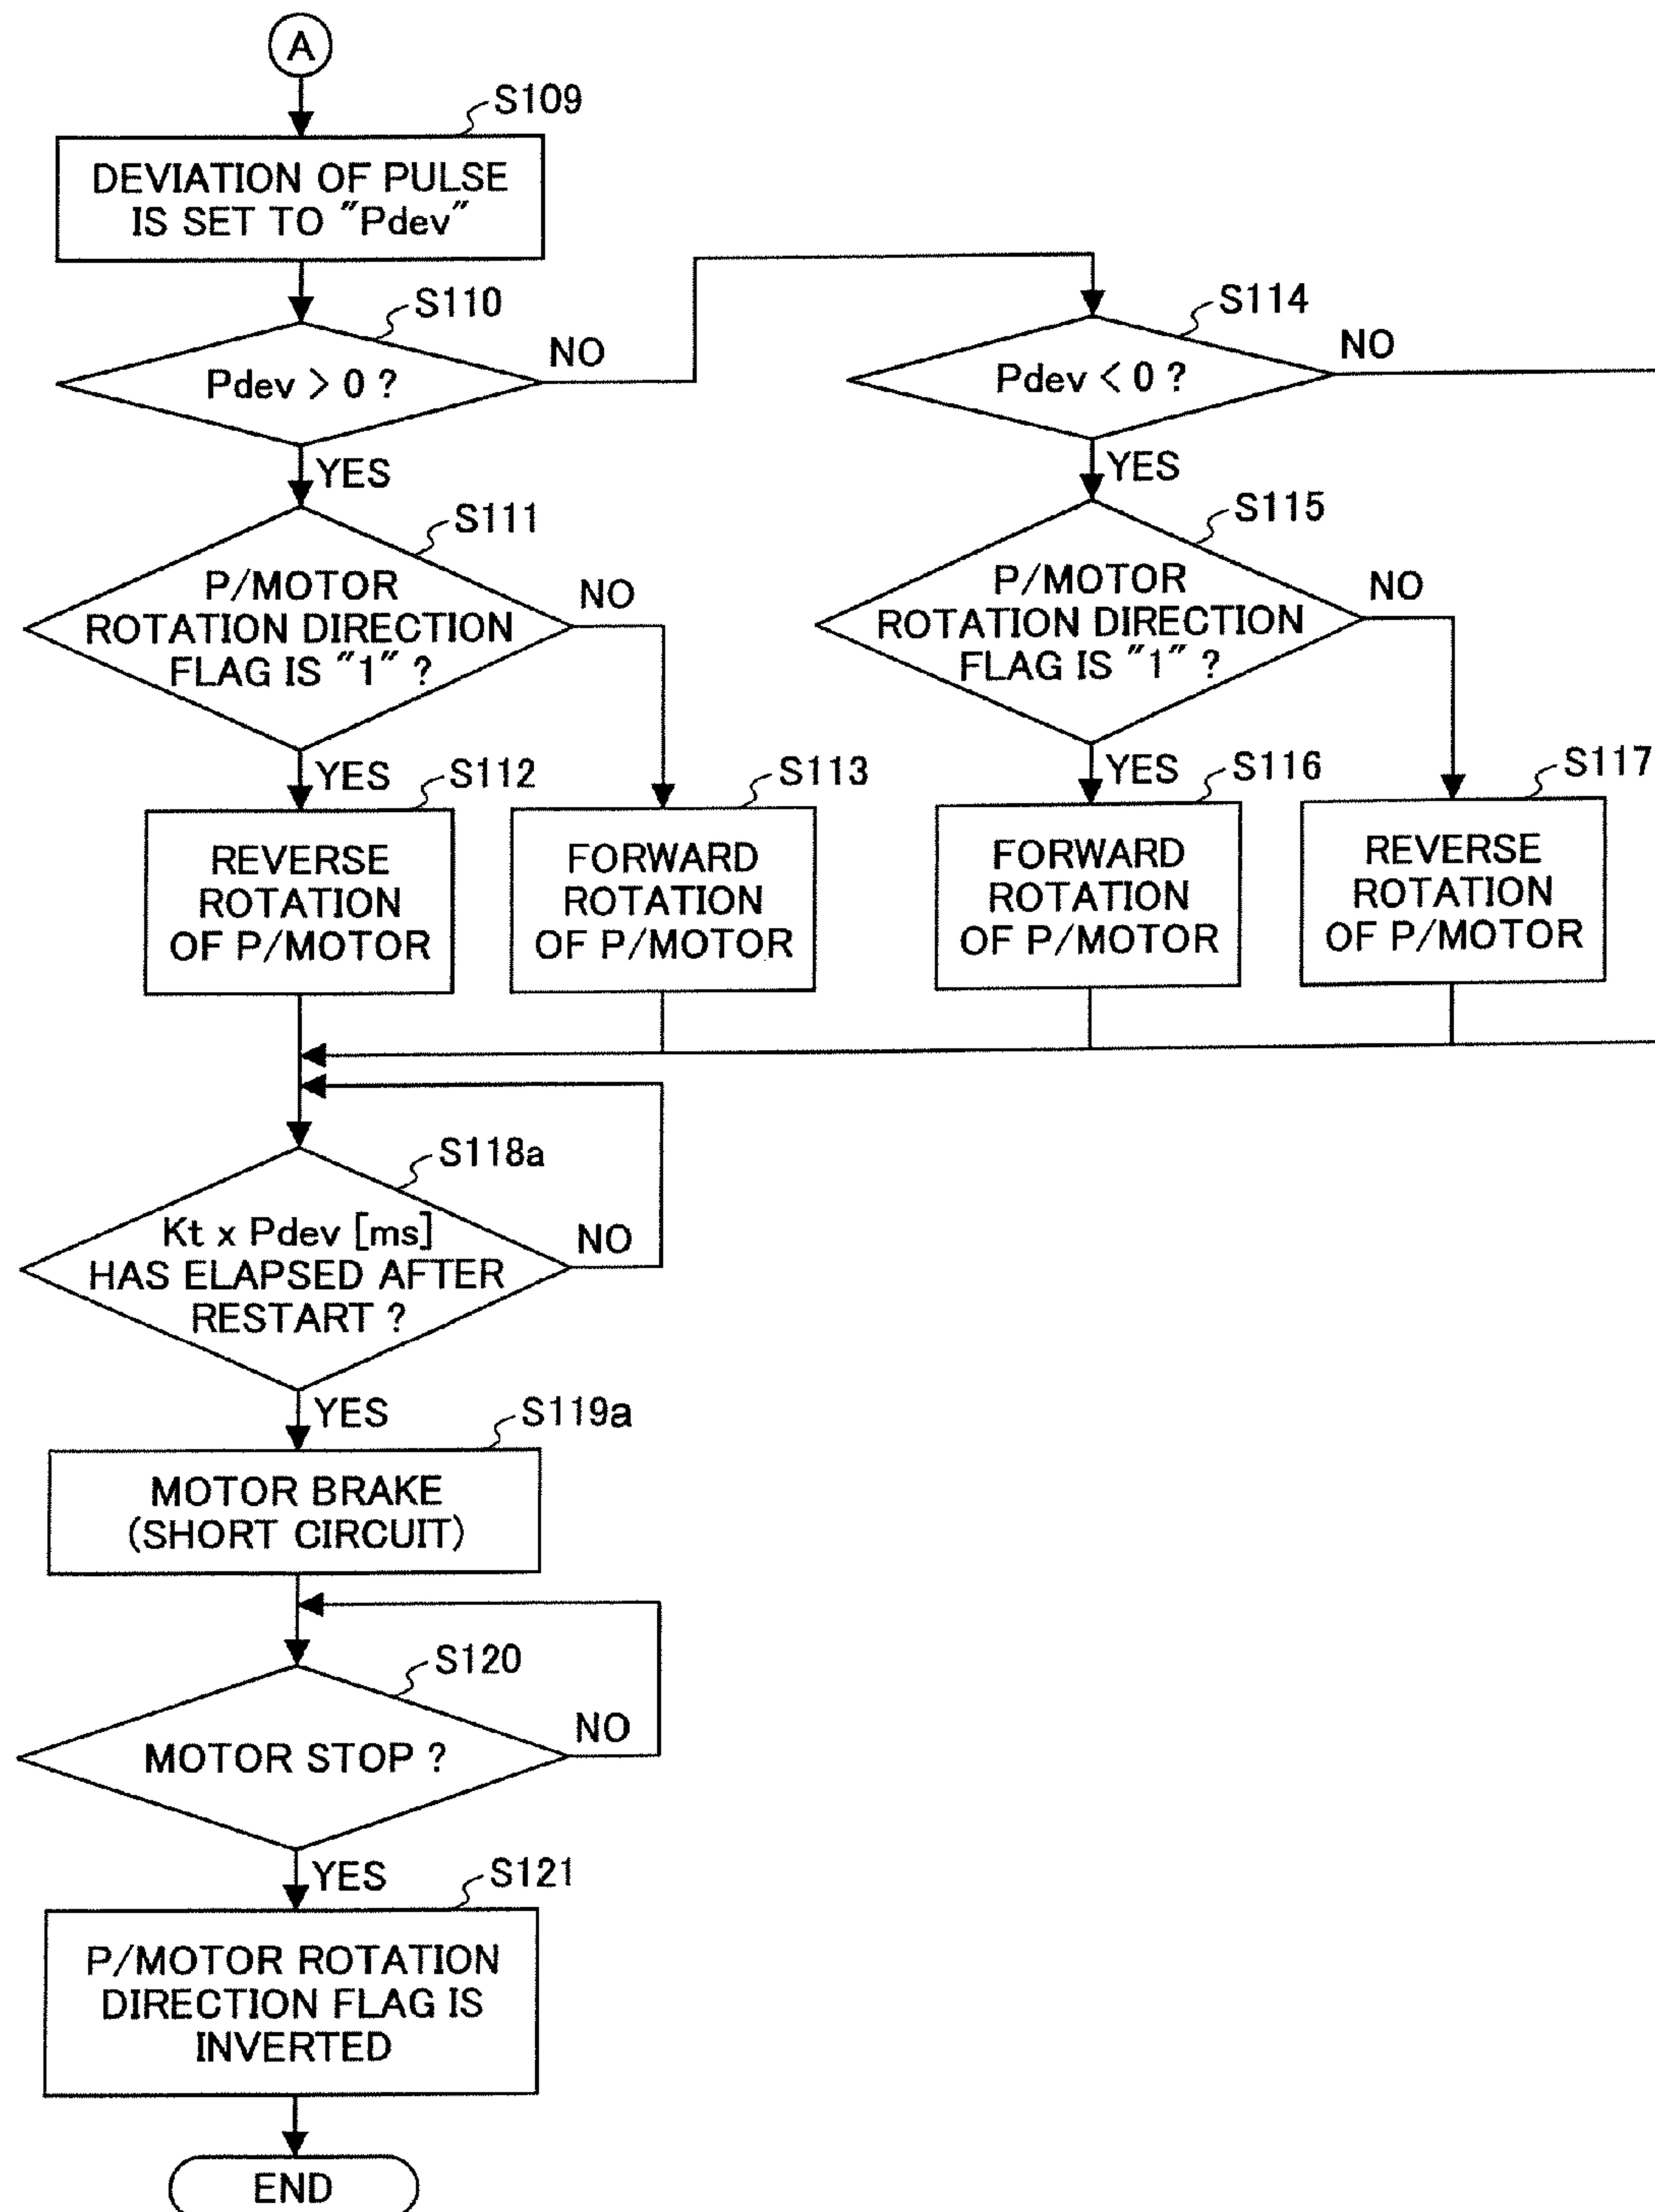 A
S109
DEVIATION OF PULSE
IS SET TO "Pdev"
S110
Pdev > 0 ?
NO
YES
S114
Pdev < 0 ?
NO
YES
S111
P/MOTOR
ROTATION DIRECTION
FLAG IS "1" ?
NO
YES
S115
P/MOTOR
ROTATION DIRECTION
FLAG IS "1" ?
NO
YES
S112
REVERSE
ROTATION
OF P/MOTOR
S113
FORWARD
ROTATION
OF P/MOTOR
S116
FORWARD
ROTATION
OF P/MOTOR
S117
REVERSE
ROTATION
OF P/MOTOR
S118a
Kt x Pdev [ms]
HAS ELAPSED AFTER
RESTART ?
NO
YES
S119a
MOTOR BRAKE
(SHORT CIRCUIT)
S120
MOTOR STOP ?
NO
YES
S121
P/MOTOR ROTATION
DIRECTION FLAG IS
INVERTED
END